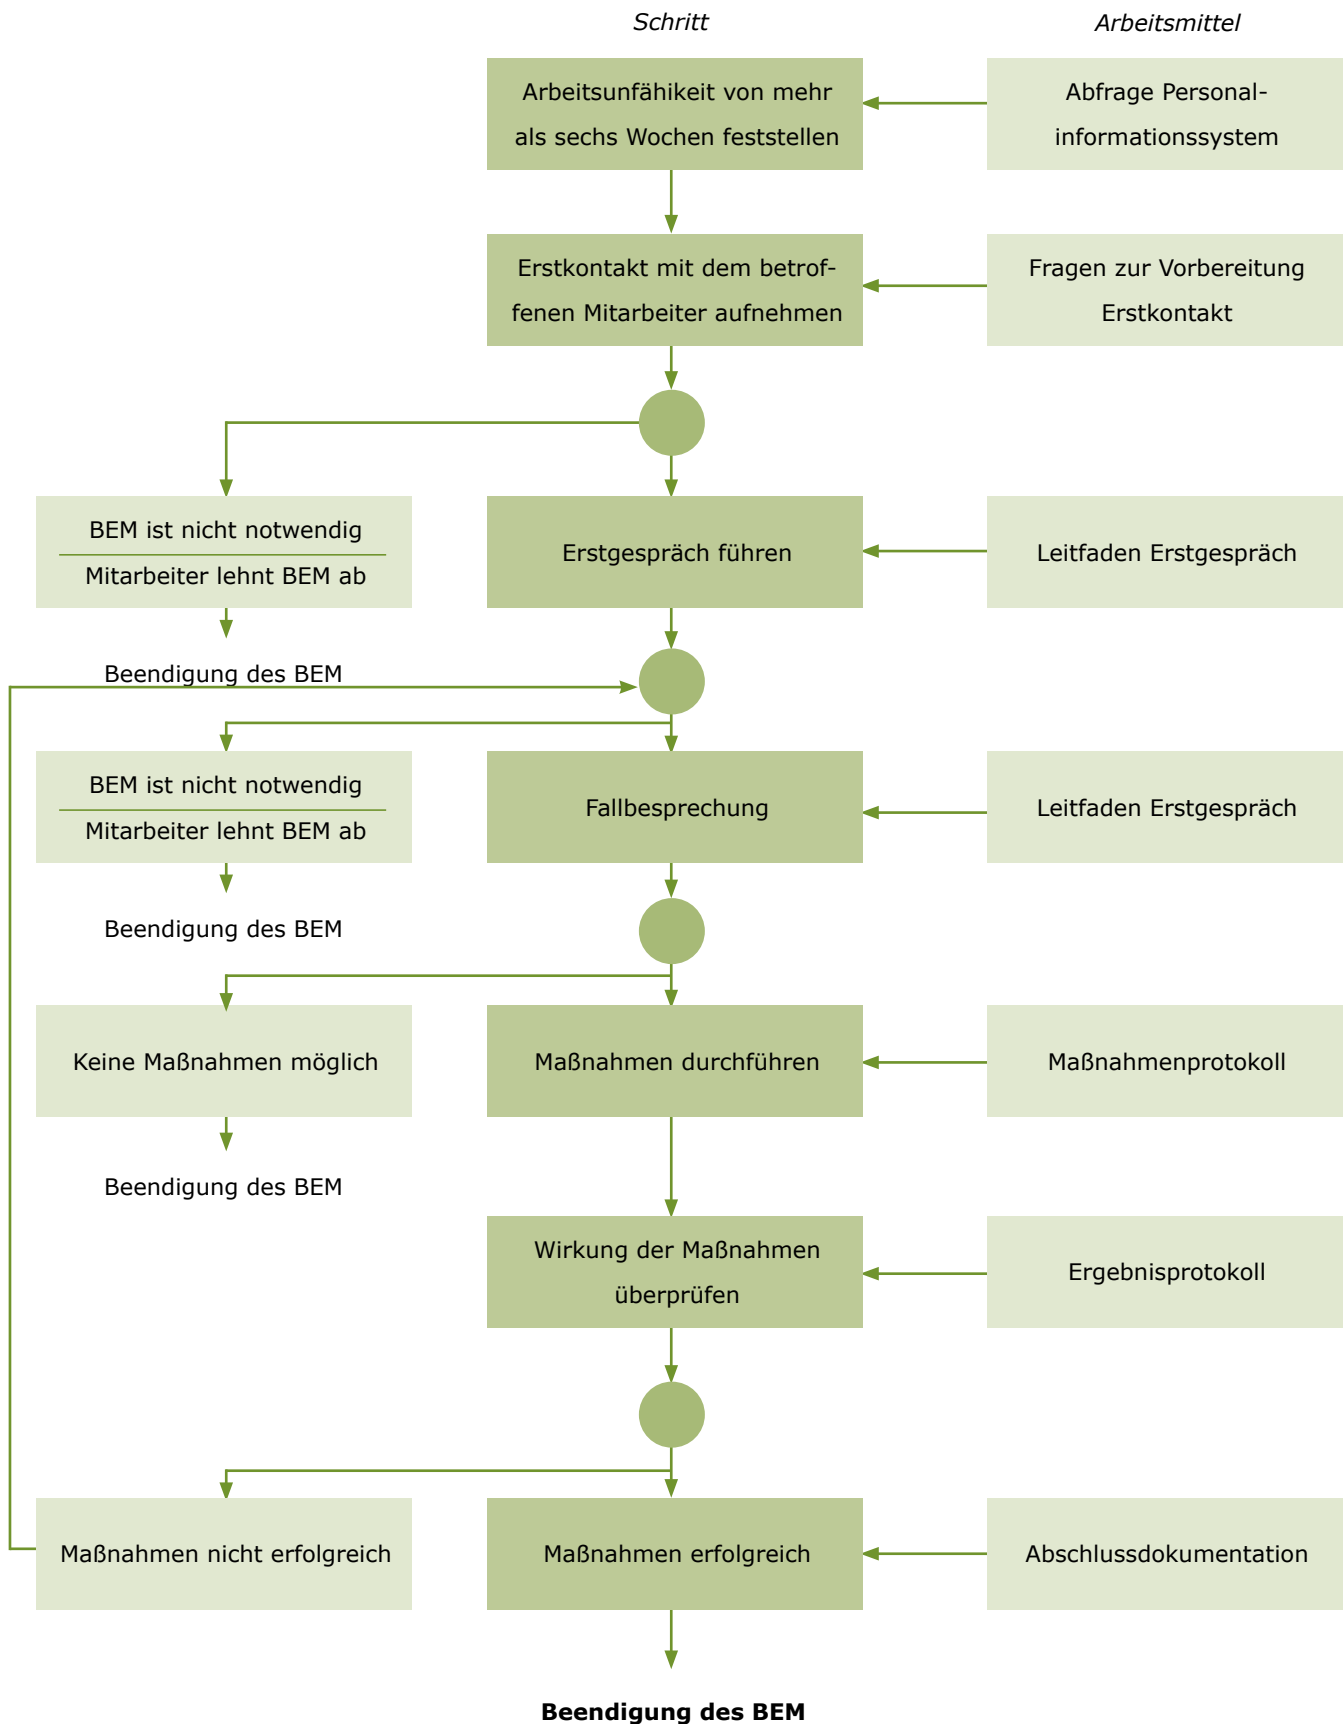 Schritt
Arbeitsmittel
Arbeitsunfähikeit von mehr
als sechs Wochen feststellen
Abfrage Personal-
informationssystem
Erstkontakt mit dem betrof-
fenen Mitarbeiter aufnehmen
Fragen zur Vorbereitung
Erstkontakt
BEM ist nicht notwendig
Mitarbeiter lehnt BEM ab
Erstgespräch führen
Leitfaden Erstgespräch
Beendigung des BEM
BEM ist nicht notwendig
Mitarbeiter lehnt BEM ab
Fallbesprechung
Leitfaden Erstgespräch
Beendigung des BEM
Keine Maßnahmen möglich
Maßnahmen durchführen
Maßnahmenprotokoll
Beendigung des BEM
Wirkung der Maßnahmen
überprüfen
Ergebnisprotokoll
Maßnahmen nicht erfolgreich
Maßnahmen erfolgreich
Abschlussdokumentation
Beendigung des BEM